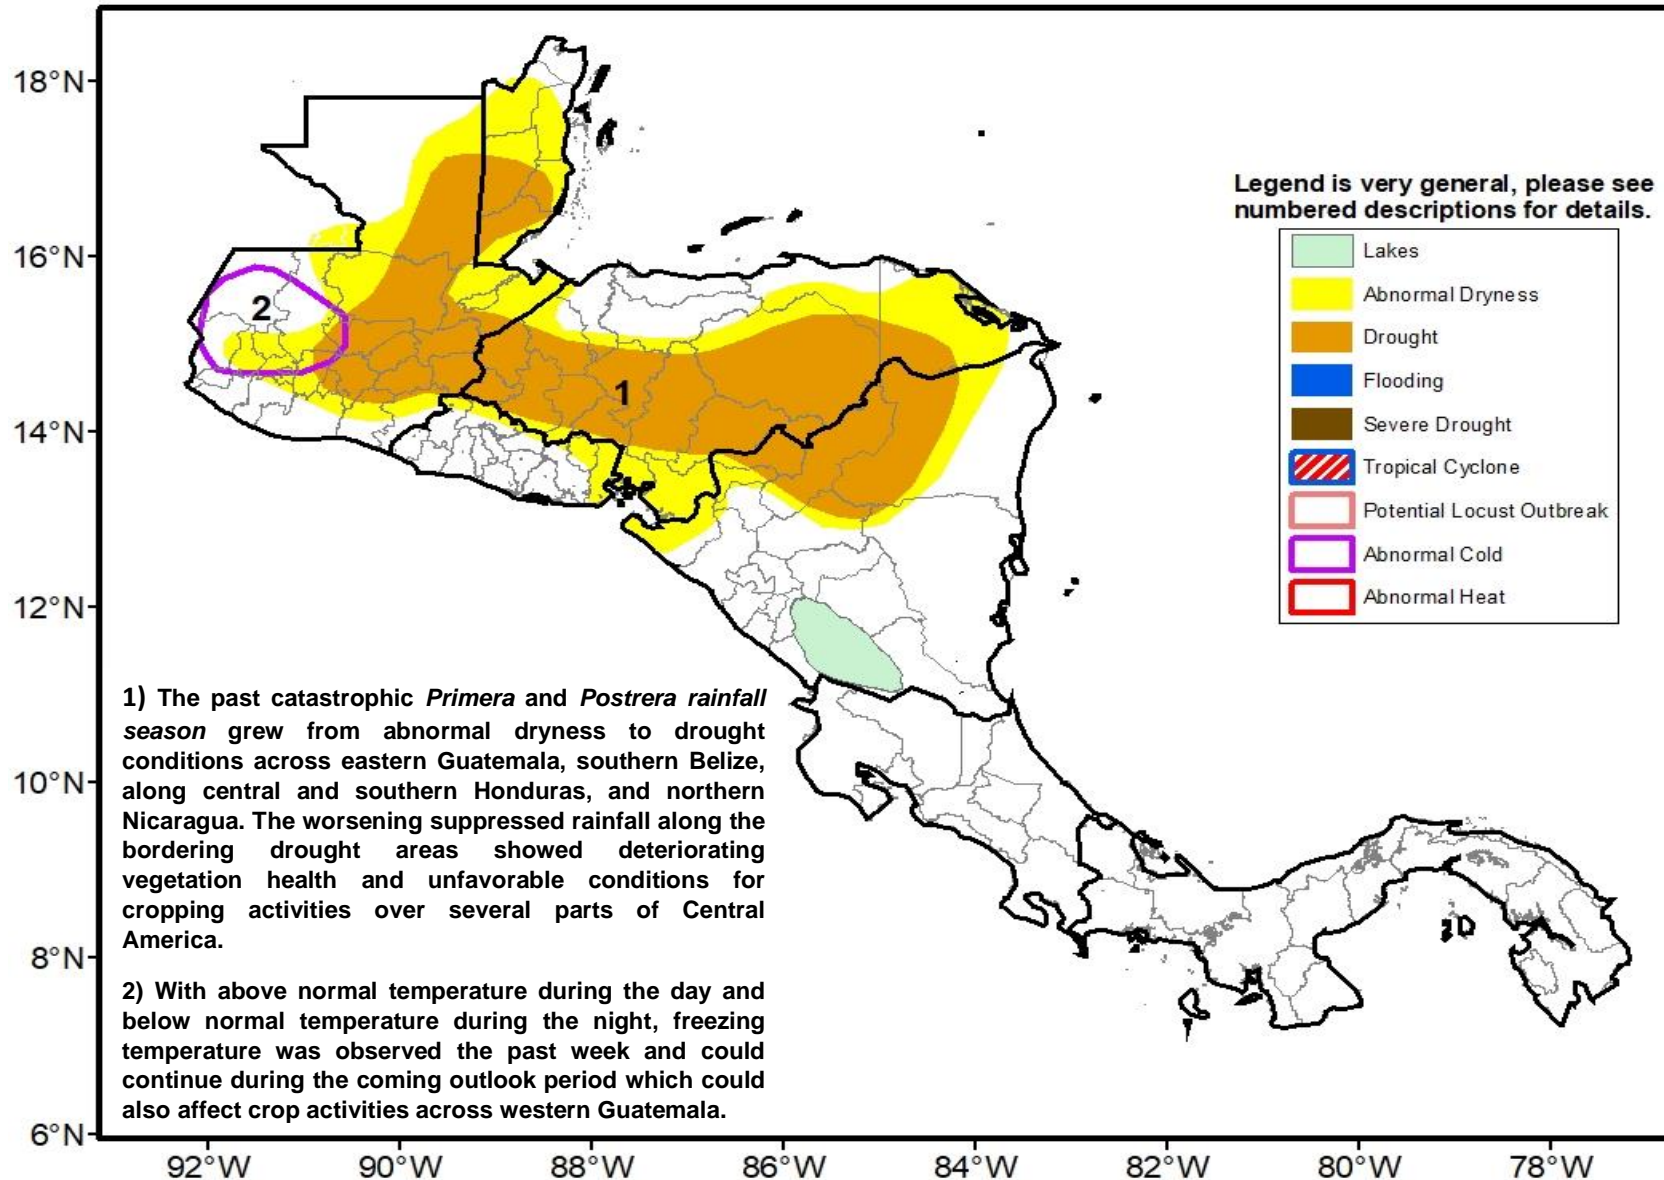 18°N
16°N
14°N
12°N
10°N
8°N
6°N
92°W
90°W
88°W
86°W
84°W
82°W
80°W
78°W
2
1
Legend is very general, please see
numbered descriptions for details.
Lakes
Abnormal Dryness
Drought
Flooding
Severe Drought
Tropical Cyclone
Potential Locust Outbreak
Abnormal Cold
Abnormal Heat
1) The past catastrophic Primera and Postrera rainfall
season grew from abnormal dryness to drought
conditions across eastern Guatemala, southern Belize,
along central and southern Honduras, and northern
Nicaragua. The worsening suppressed rainfall along the
bordering drought areas showed deteriorating
vegetation health and unfavorable conditions for
cropping activities over several parts of Central
America.
2) With above normal temperature during the day and
below normal temperature during the night, freezing
temperature was observed the past week and could
continue during the coming outlook period which could
also affect crop activities across western Guatemala.